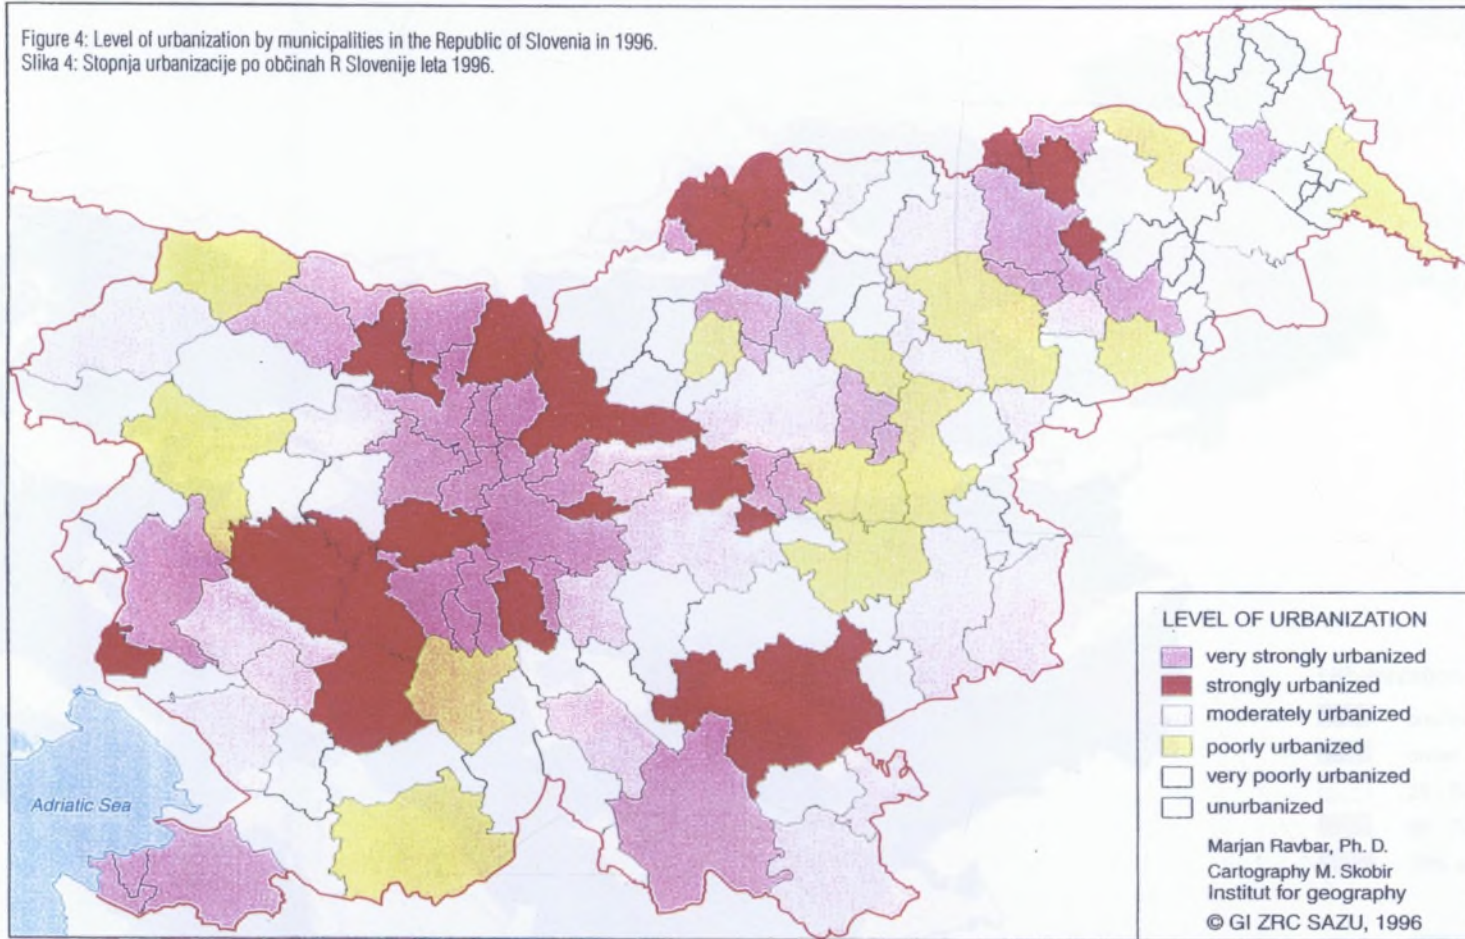 Figure 4: Level of urbanization by municipalities in the Republic of Slovenia in 1996.
Slika 4: Stopnja urbanizacije po občinah R Slovenije leta 1996.
Adriatic Sea
LEVEL OF URBANIZATION
very strongly urbanized
strongly urbanized
moderately urbanized
poorly urbanized
very poorly urbanized
unurbanized
Marjan Ravbar, Ph. D.
Cartography M. Skobir
Institut for geography
© GI ZRC SAZU, 1996